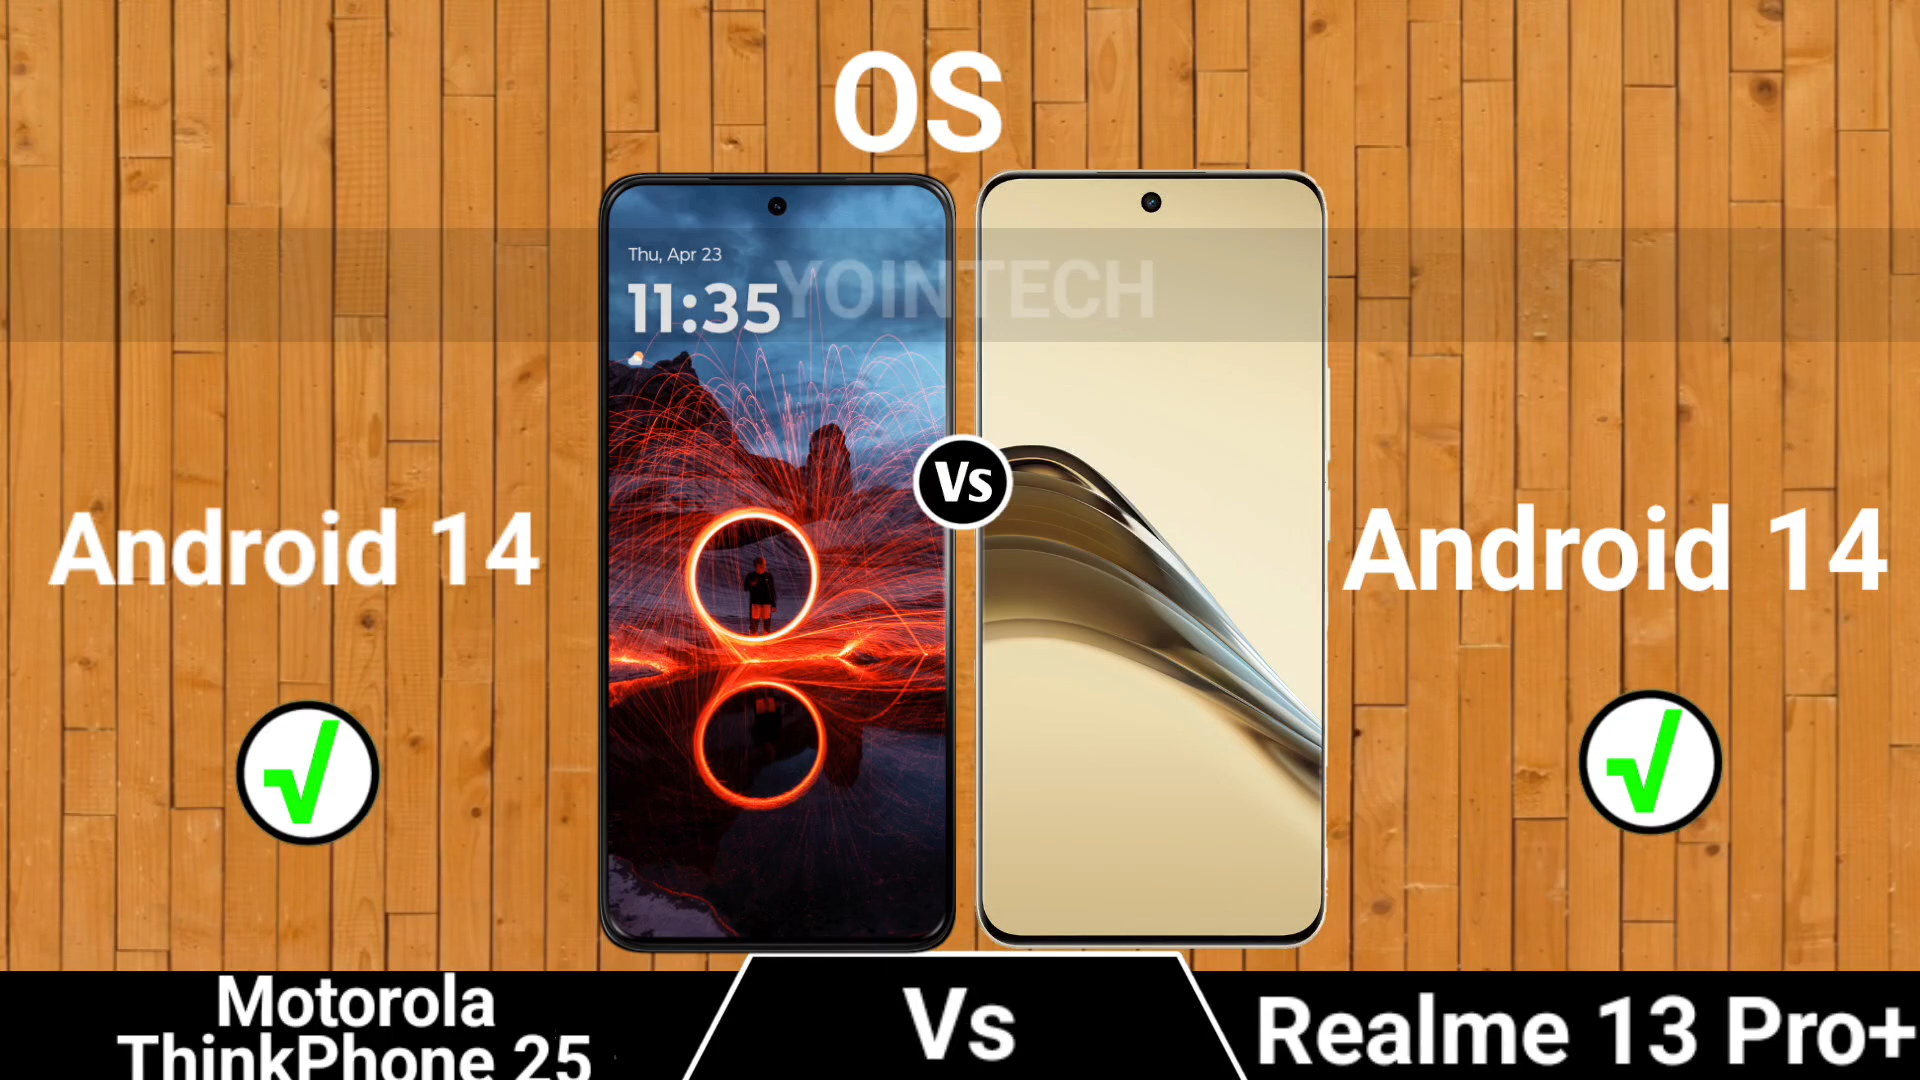 OS
Thu, Apr 23
11:35
YOINTECH
Vs
Android 14
Android 14
Motorola
ThinkPhone 25
Vs
Realme 13 Pro+